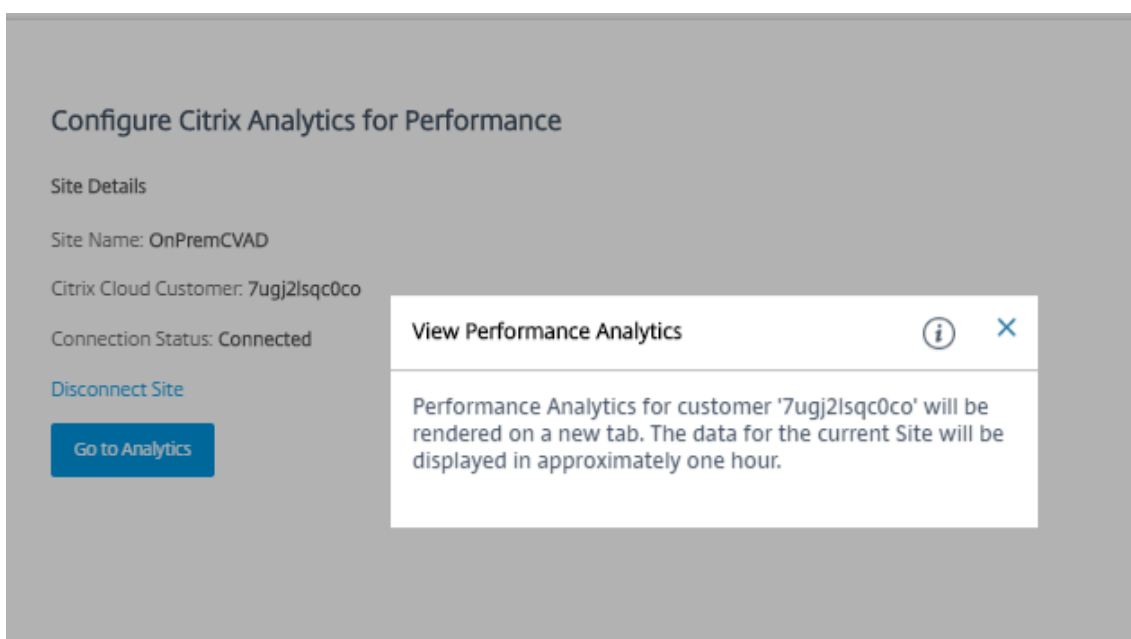 Configure Citrix Analytics for Performance
Site Details
Site Name: OnPremCVAD
Citrix Cloud Customer: 7ugj2lsqc0co
Connection Status: Connected
Disconnect Site
Go to Analytics
View Performance Analytics
Performance Analytics for customer '7ugj2lsqc0co' will be
rendered on a new tab. The data for the current Site will be
displayed in approximately one hour.